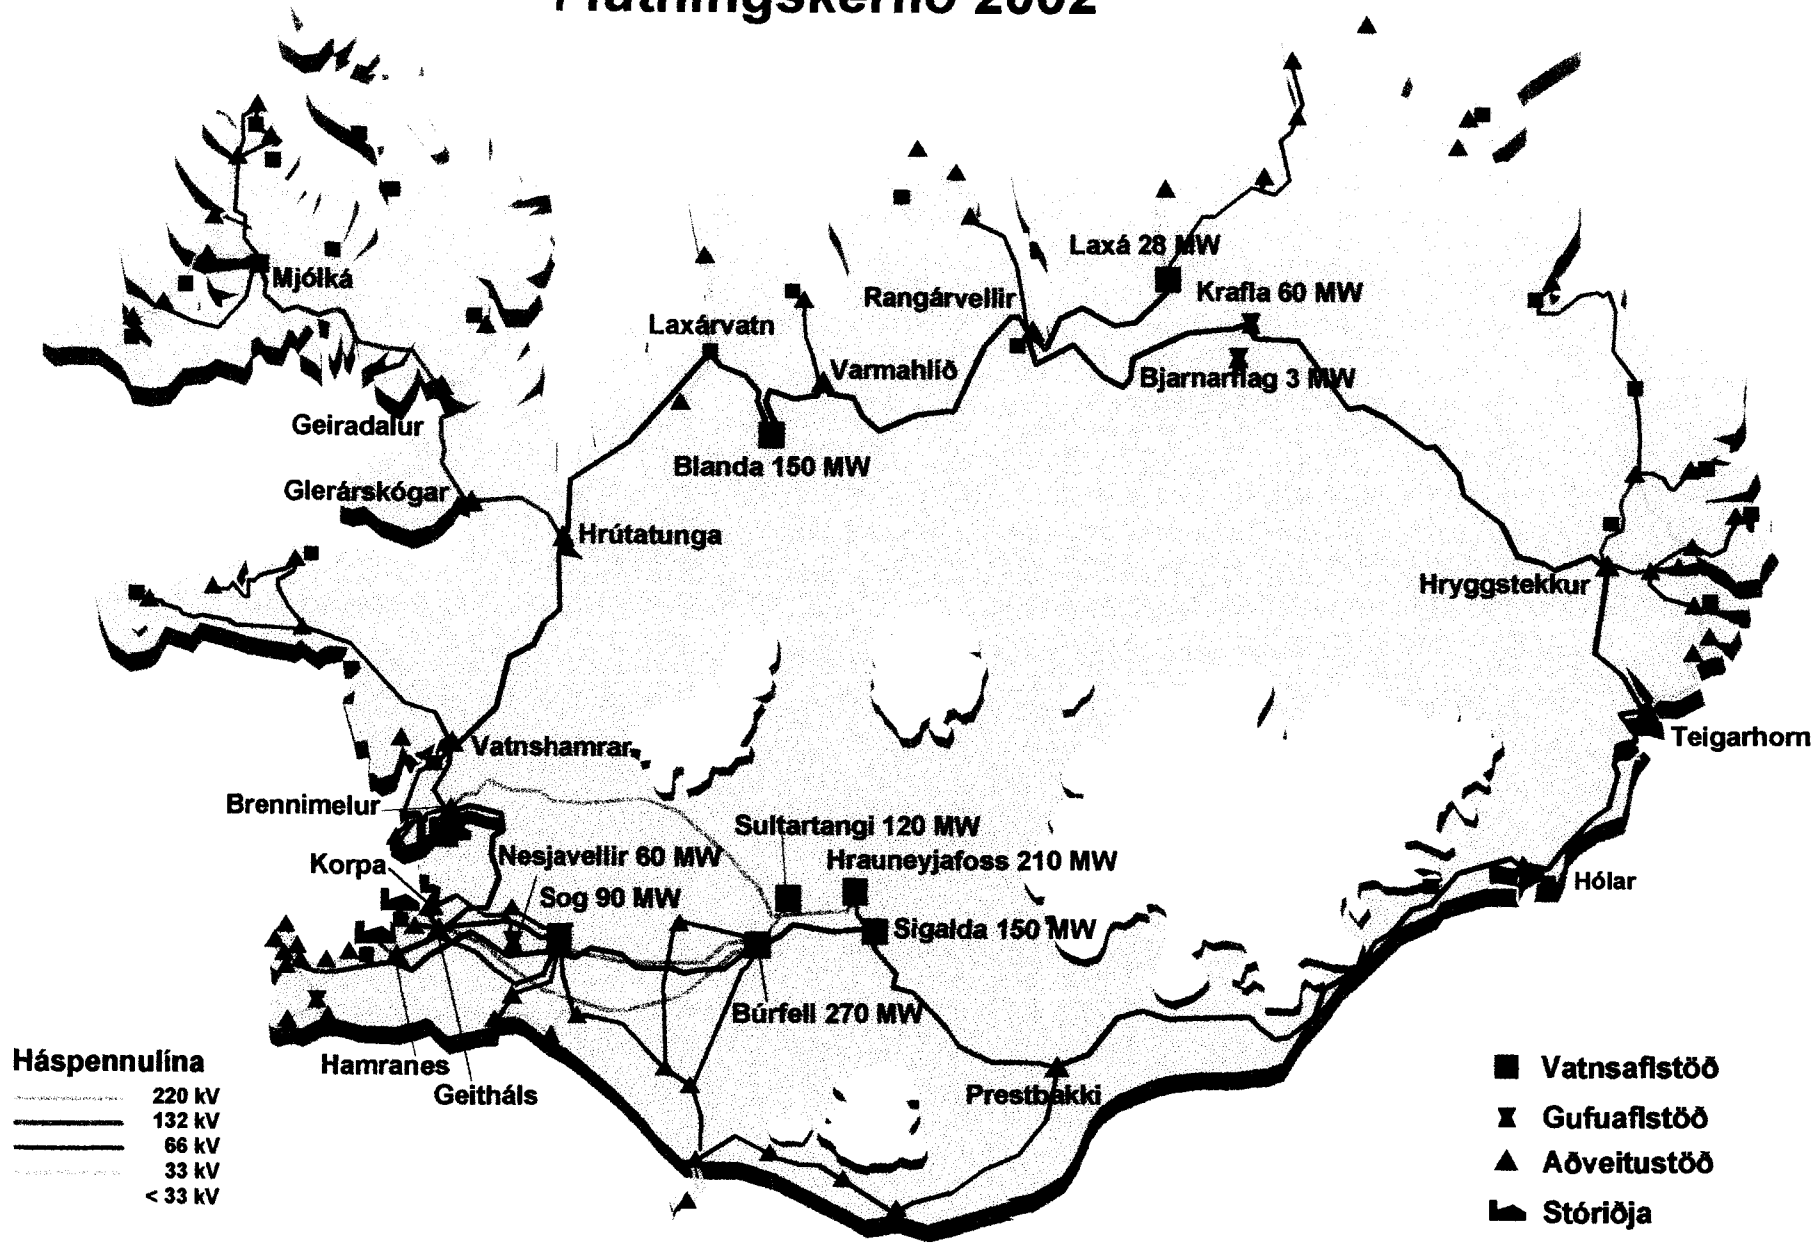 Flutningskerfið 2002
Mjólká
Laxá 28 MW
Rangárvellir
Krafla 60 MW
Laxárvatn
Varmahlíð
Bjarnarflag 3 MW
Geiradalur
Blanda 150 MW
Glerárskógar
Hrútatunga
Hryggstekkur
Vatnshamrar
Teigarhorn
Brennimelur
Sultartangi 120 MW
Korpa
Nesjavellir 60 MW
Hrauneyjafoss 210 MW
Hólar
Sog 90 MW
Sigalda 150 MW
Búrfell 270 MW
Hamranes
Geitháls
Prestbakki
Háspennulína
220 kV
132 kV
66 kV
33 kV
< 33 kV
Vatnsaflstöð
Gufuaflstöð
Aðveitustöð
Stóriðja